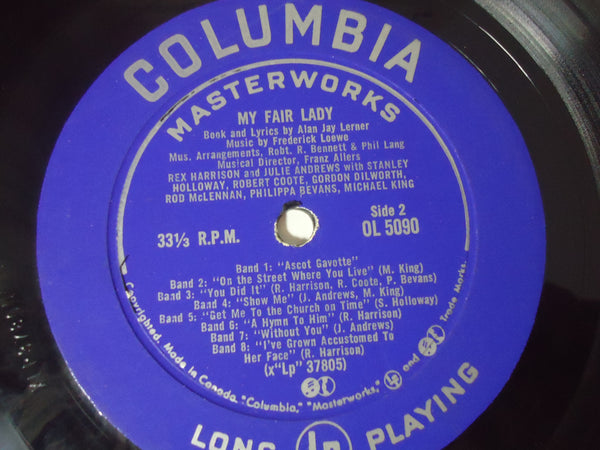 COLUMBIA
MASTERWORKS
MY FAIR LADY
Book and Lyrics by Alan Jay Lerner
Music by Frederick Loewe
Mus. Arrangements, Robt. R. Bennett & Phil Lang
Musical Director, Franz Allers
REX HARRISON and JULIE ANDREWS with STANLEY
HOLLOWAY, ROBERT COOTE, GORDON DILWORTH,
ROD McLENNAN, PHILIPPA BEVANS, MICHAEL KING
33⅓ R.P.M.
Side 2
OL 5090
Band 1: "Ascot Gavotte"
Band 2: "On the Street Where You Live" (M. King)
Band 3: "You Did It" (R. Harrison, R. Coote, P. Bevans)
Band 4: "Show Me" (J. Andrews, M. King)
Band 5: "Get Me To the Church on Time" (S. Holloway)
Band 6: "A Hymn To Him" (R. Harrison)
Band 7: "Without You" (J. Andrews)
Band 8: "I've Grown Accustomed To
Her Face" (R. Harrison)
(x"Lp" 37805)
Copyrighted. Made in Canada. "Columbia," "Masterworks," Lp and Trade Marks.
LONG Lp PLAYING